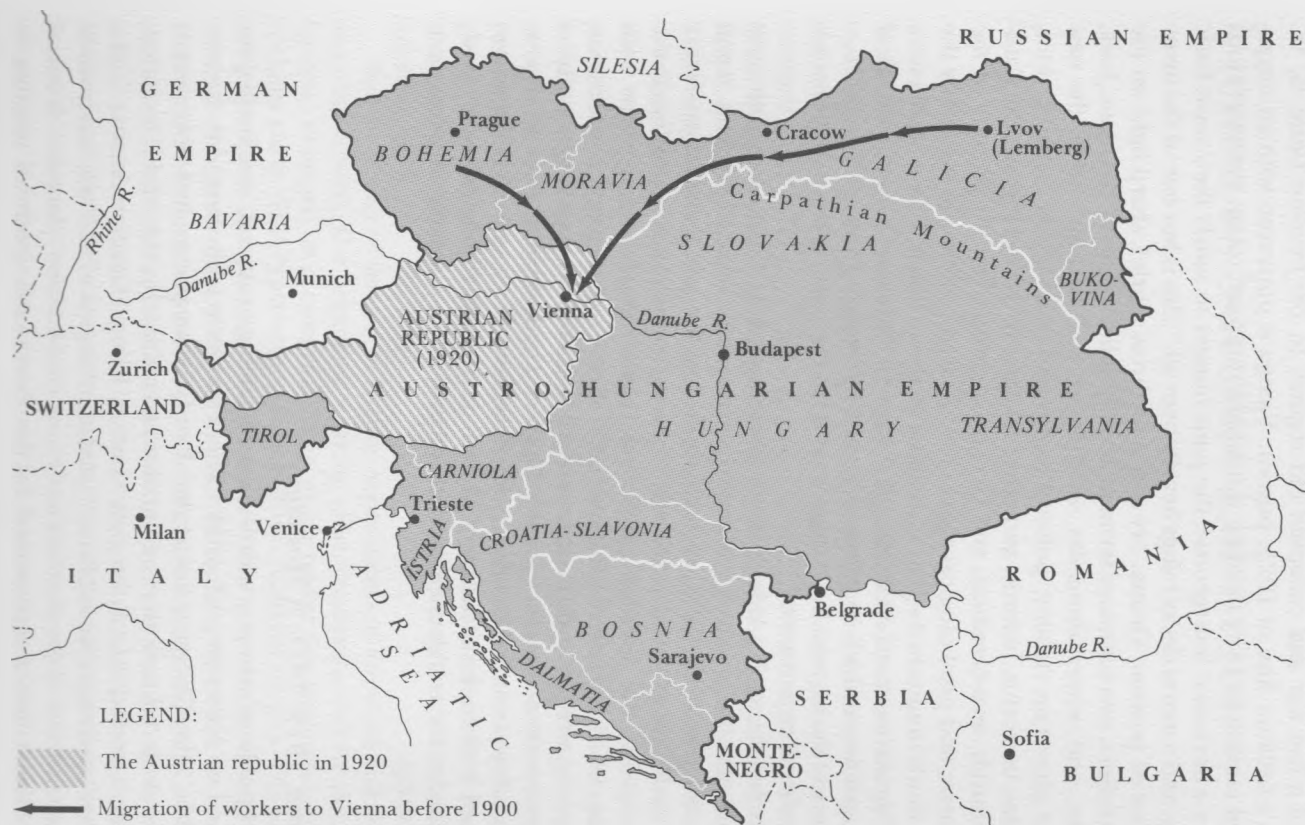 RUSSIAN EMPIRE
SILESIA
GERMAN
EMPIRE
Prague
BOHEMIA
MORAVIA
Cracow
Lvov
(Lemberg)
GALICIA
Rhine R.
BAVARIA
Carpathian Mountains
SLOVAKIA
BUKO-
VINA
Danube R.
Munich
Vienna
AUSTRIAN
REPUBLIC
(1920)
Danube R.
Budapest
Zurich
AUSTRO-HUNGARIAN EMPIRE
SWITZERLAND
HUNGARY
TRANSYLVANIA
TIROL
CARNIOLA
Trieste
Milan
Venice
ISTRIA
CROATIA-SLAVONIA
ITALY
ADRIATIC
SEA
ROMANIA
Belgrade
BOSNIA
Sarajevo
DALMATIA
Danube R.
SERBIA
MONTE-
NEGRO
Sofia
BULGARIA
LEGEND:
The Austrian republic in 1920
Migration of workers to Vienna before 1900